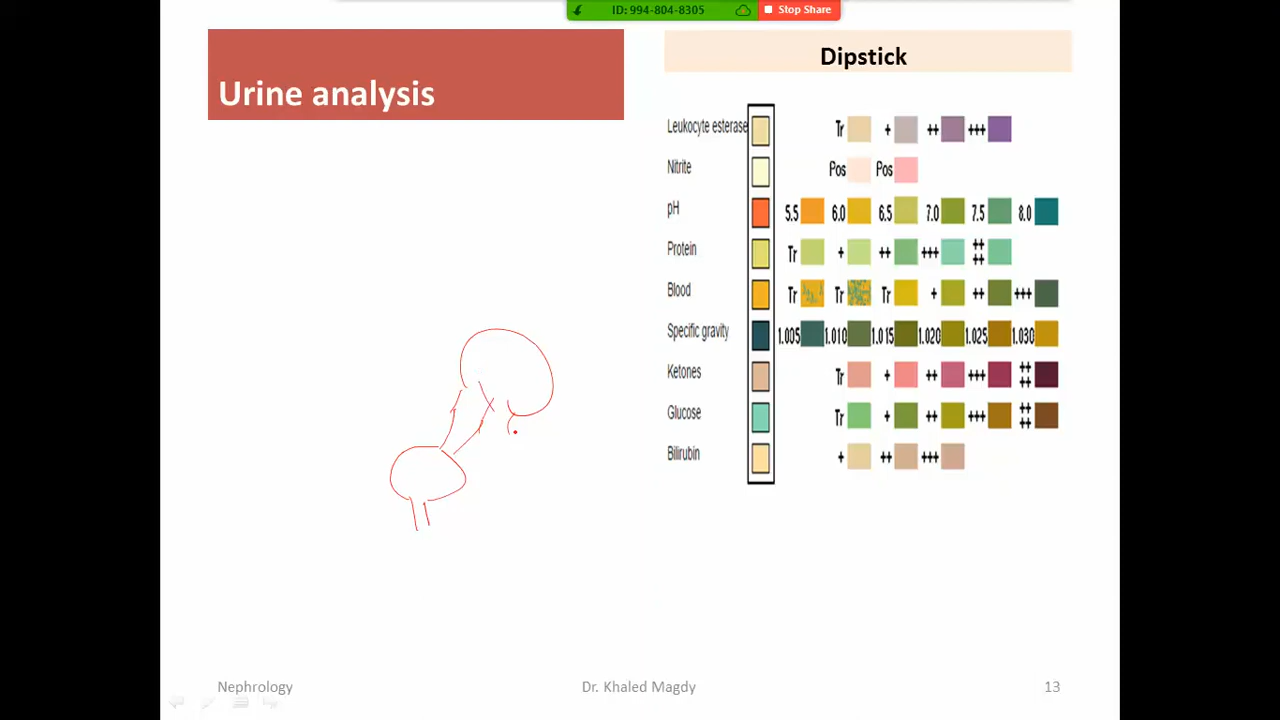 ID: 994-804-8305 Stop Share
Urine analysis
Dipstick
Leukocyte esterase Tr + ++ +++
Nitrite Pos Pos
pH 5.5 6.0 6.5 7.0 7.5 8.0
Protein Tr + ++ +++ ++++
Blood Tr Tr Tr + ++ +++
Specific gravity 1.005 1.010 1.015 1.020 1.025 1.030
Ketones Tr + ++ +++ ++++
Glucose Tr + ++ +++ ++++
Bilirubin + ++ +++
Nephrology Dr. Khaled Magdy 13